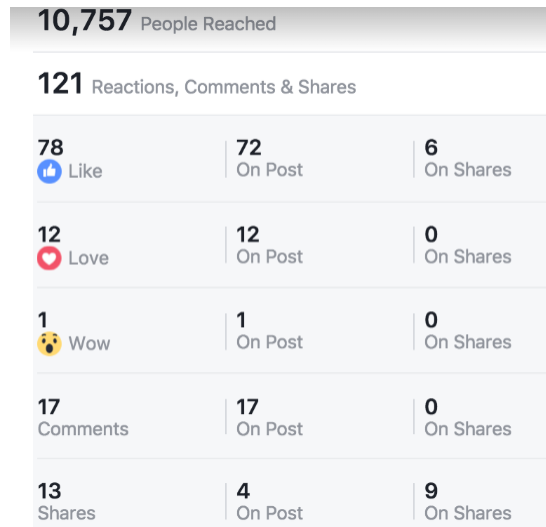 10,757 People Reached
121 Reactions, Comments & Shares
78 72 6
Like On Post On Shares
12 12 0
Love On Post On Shares
1 1 0
Wow On Post On Shares
17 17 0
Comments On Post On Shares
13 4 9
Shares On Post On Shares